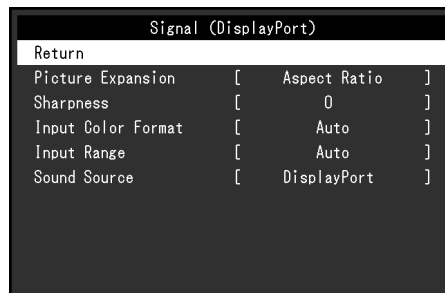 Signal (DisplayPort)
Return
Picture Expansion [ Aspect Ratio ]
Sharpness [ 0 ]
Input Color Format [ Auto ]
Input Range [ Auto ]
Sound Source [ DisplayPort ]